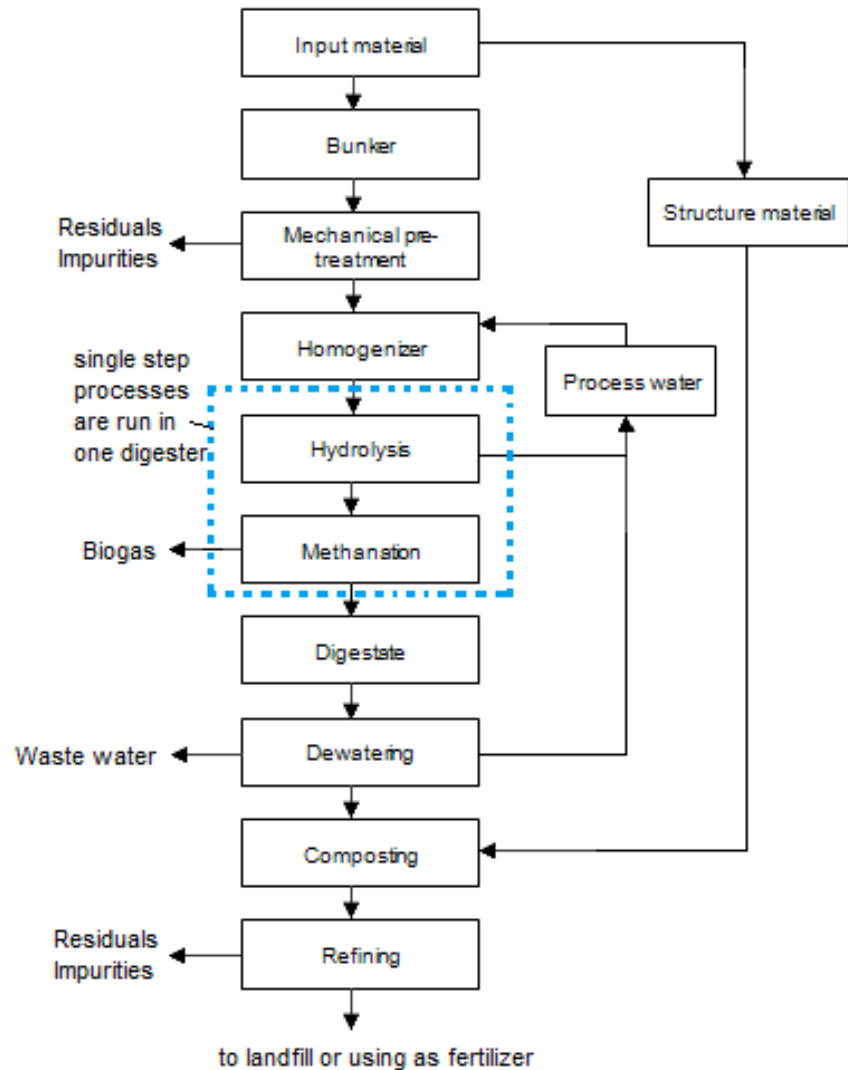 Input material
Bunker
Structure material
Residuals
Impurities
Mechanical pre-
treatment
Homogenizer
single step
processes
are run in
one digester
Process water
Hydrolysis
Biogas
Methanation
Digestate
Waste water
Dewatering
Composting
Residuals
Impurities
Refining
to landfill or using as fertilizer